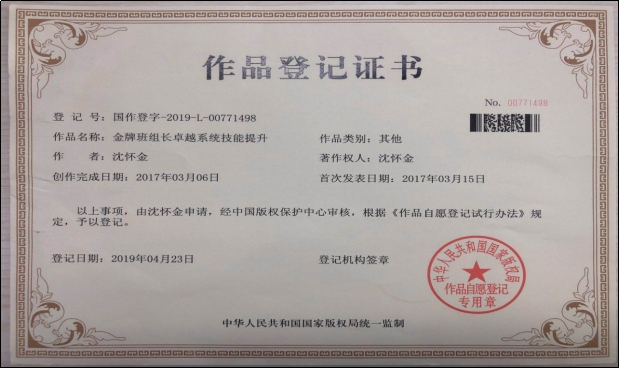 作品登记证书
No. 00771498
登 记 号：国作登字-2019-L-00771498
作品名称：金牌班组长卓越系统技能提升
作品类别：其他
作 者：沈怀金
著作权人：沈怀金
创作完成日期：2017年03月06日
首次发表日期：2017年03月15日
以上事项，由沈怀金申请，经中国版权保护中心审核，根据《作品自愿登记试行办法》规
定，予以登记。
登记日期：2019年04月23日
登记机构签章
中华人民共和国国家版权局
作品自愿登记
专用章
中华人民共和国国家版权局统一监制